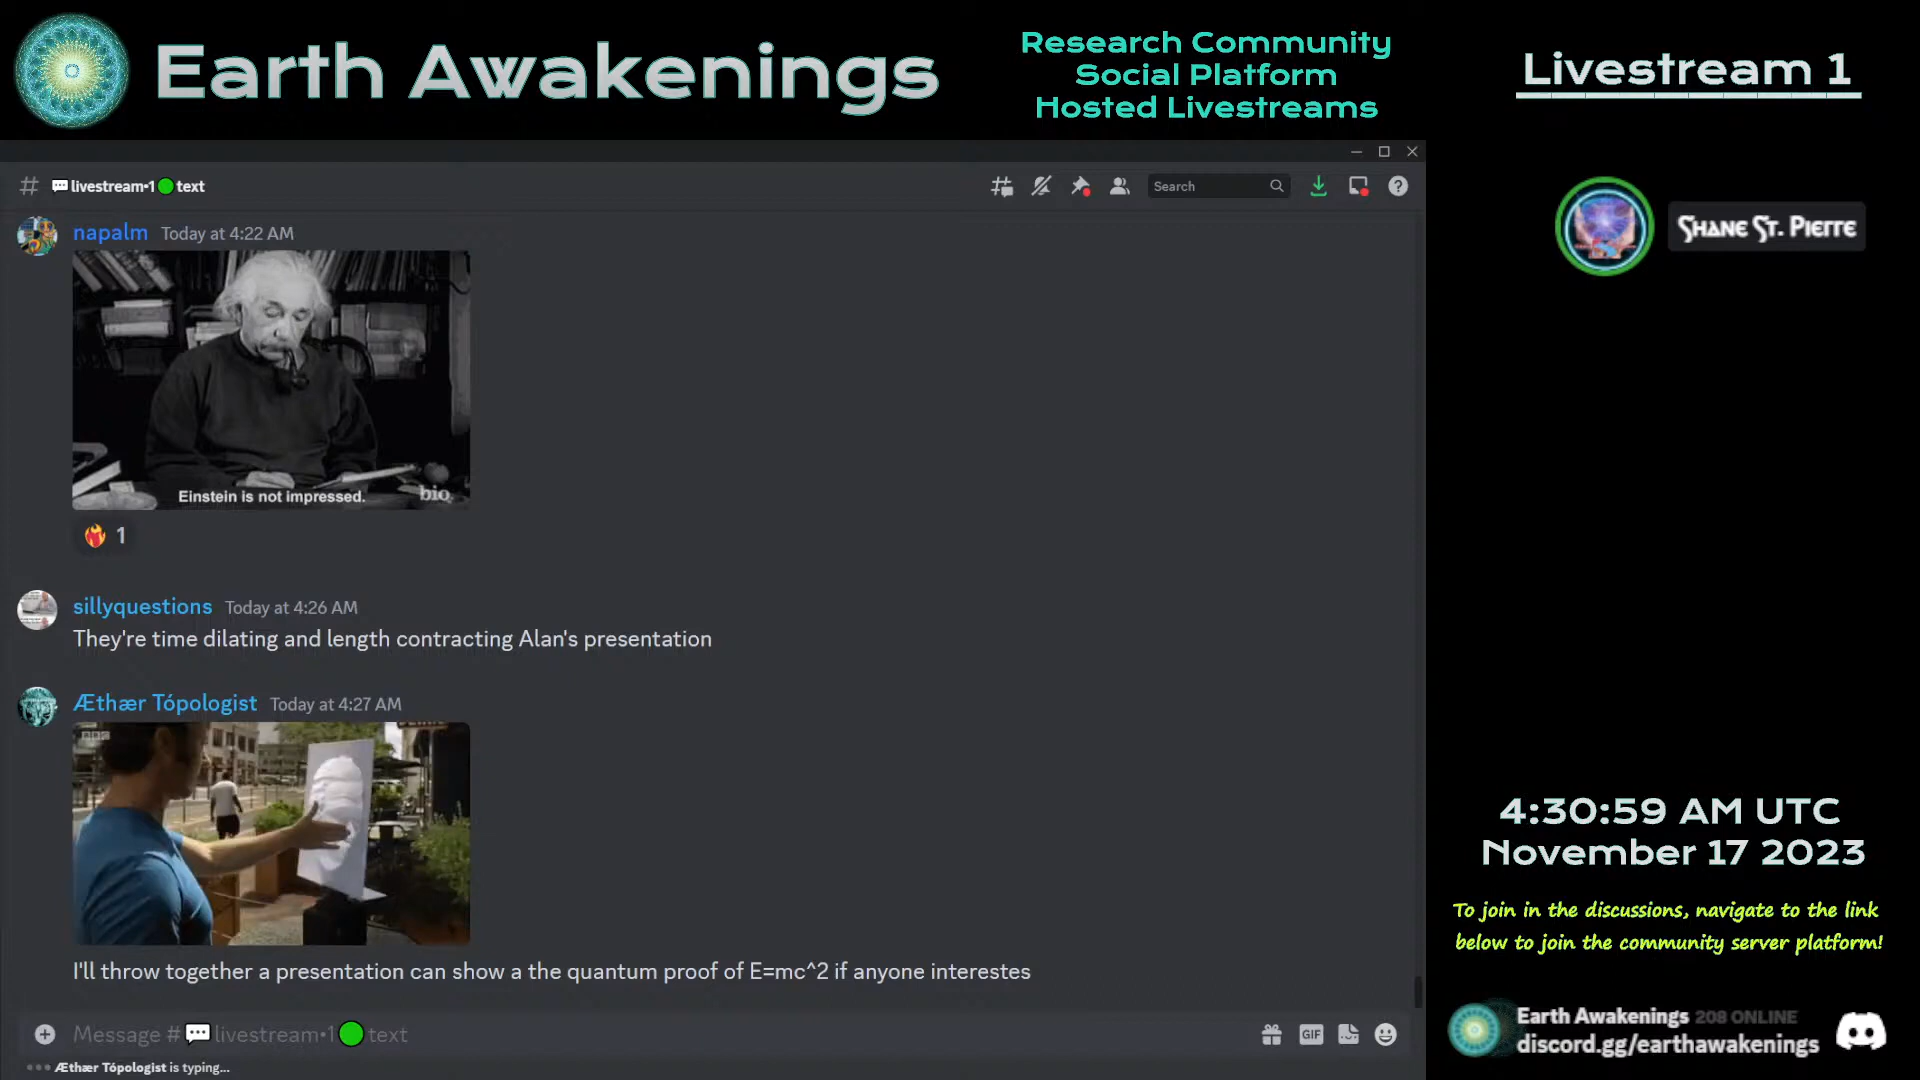 Earth Awakenings
Research Community
Social Platform
Hosted Livestreams
Livestream 1
# livestream•1 text
Search
napalm Today at 4:22 AM
Einstein is not impressed.
bio.
1
sillyquestions Today at 4:26 AM
They're time dilating and length contracting Alan's presentation
Æthær Tópologist Today at 4:27 AM
BBC
I'll throw together a presentation can show a the quantum proof of E=mc^2 if anyone interestes
Message # livestream•1 text
GIF
Æthær Tópologist is typing...
Shane St. Pierre
4:30:59 AM UTC
November 17 2023
To join in the discussions, navigate to the link
below to join the community server platform!
Earth Awakenings 208 ONLINE
discord.gg/earthawakenings